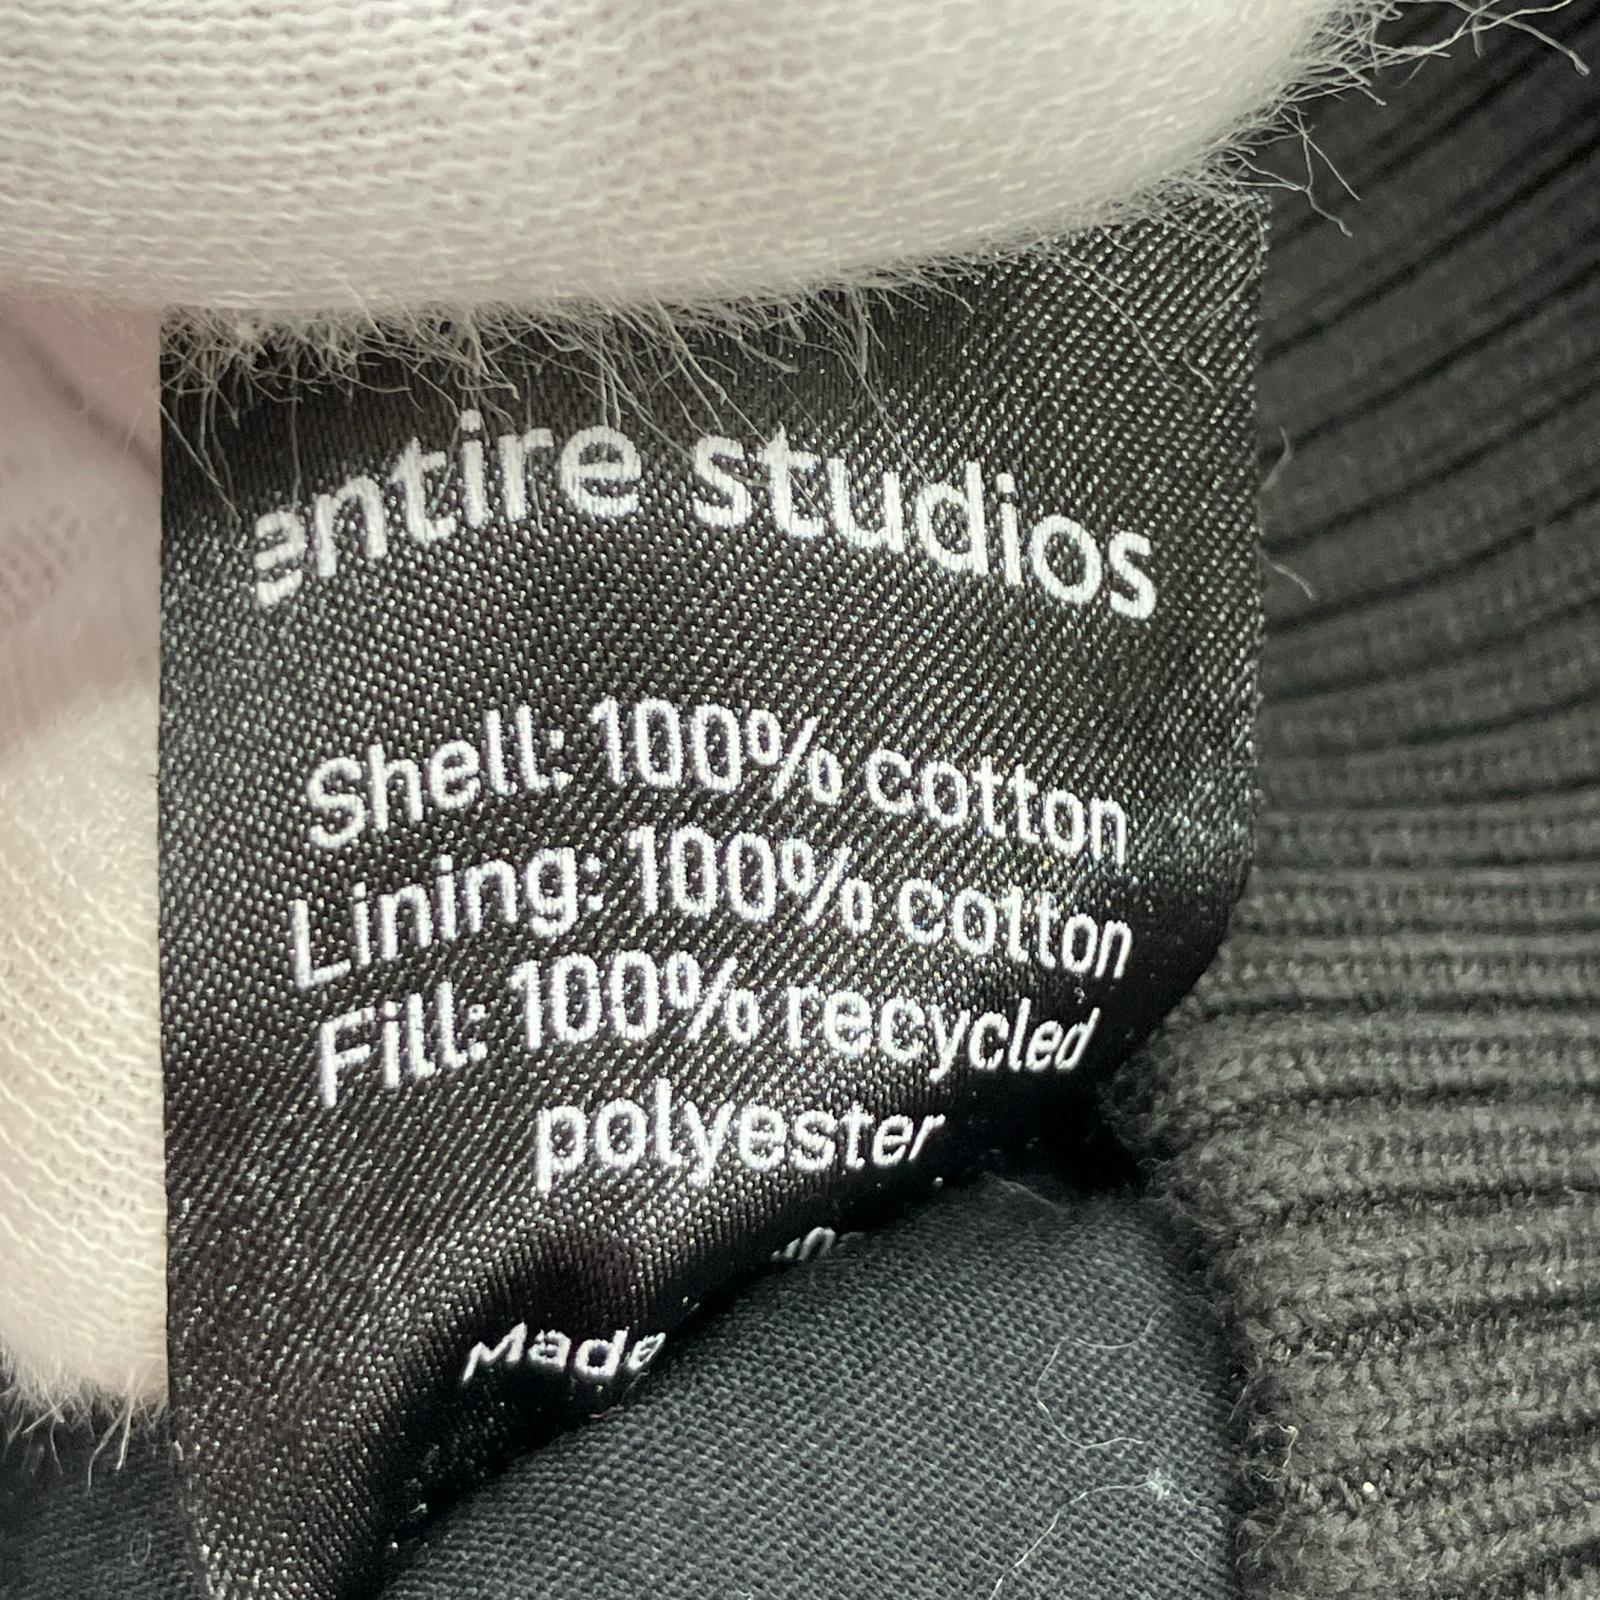 entire studios
Shell: 100% cotton
Lining: 100% cotton
Fill: 100% recycled
polyester
Made